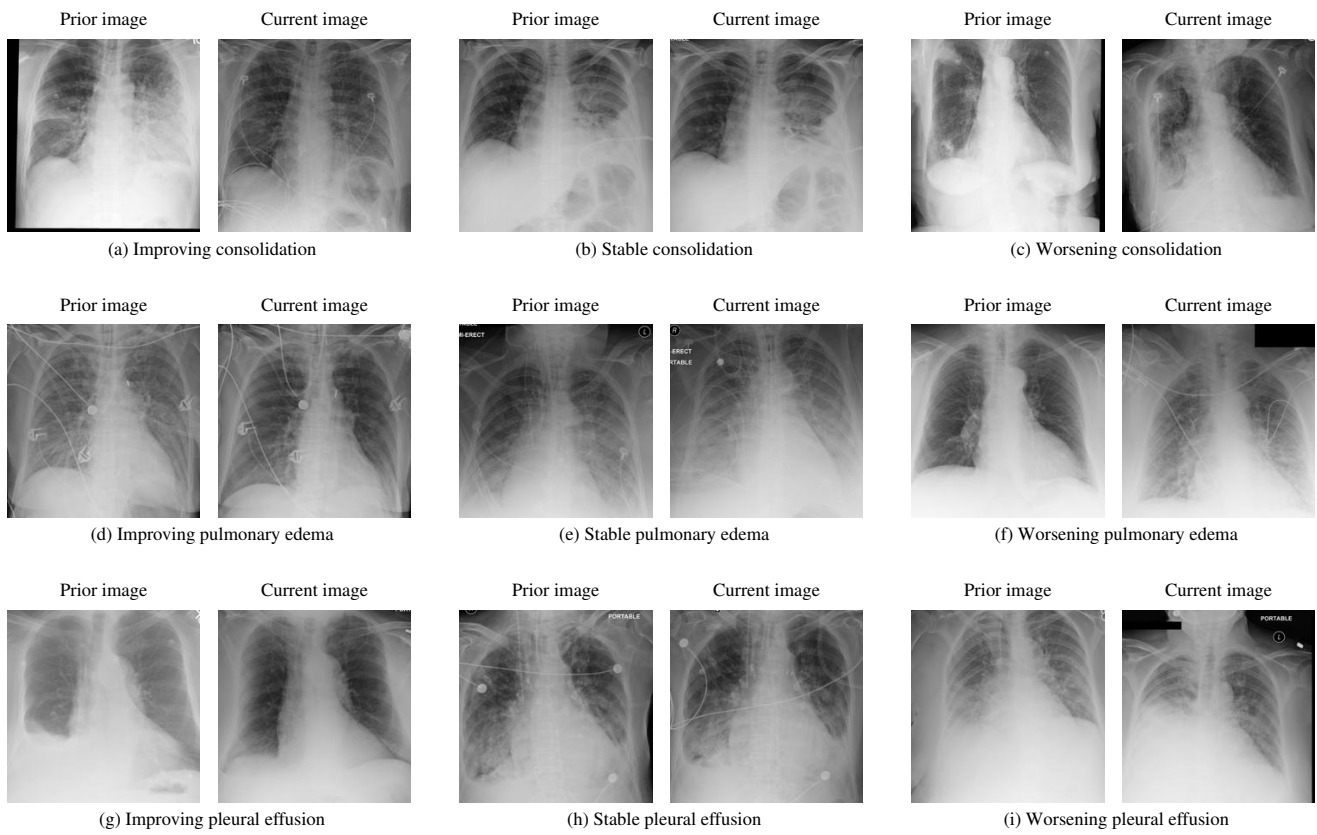 Prior image Current image Prior image Current image Prior image Current image
(a) Improving consolidation (b) Stable consolidation (c) Worsening consolidation
Prior image Current image Prior image Current image Prior image Current image
MI-ERECT L R
-ERECT
RTABLE
(d) Improving pulmonary edema (e) Stable pulmonary edema (f) Worsening pulmonary edema
Prior image Current image Prior image Current image Prior image Current image
PORTABLE PORTABLE
L
(g) Improving pleural effusion (h) Stable pleural effusion (i) Worsening pleural effusion